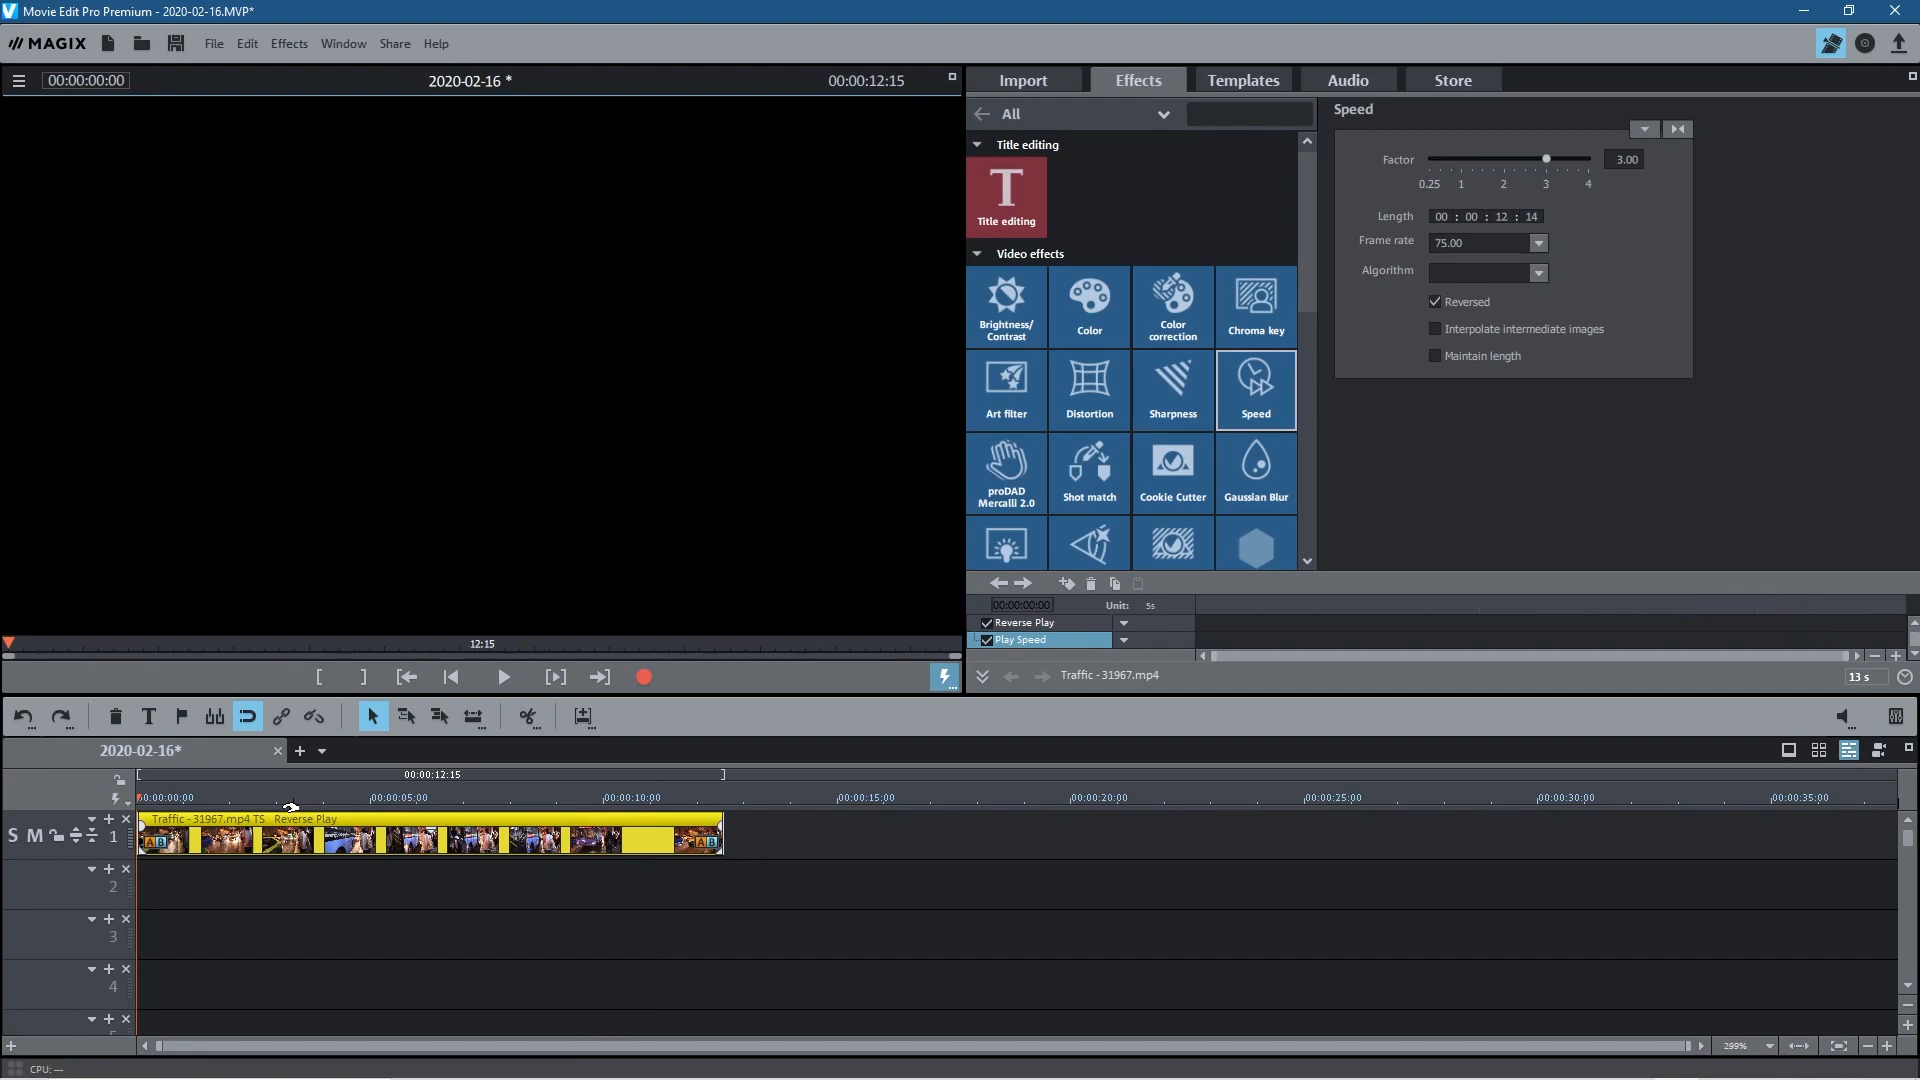 Movie Edit Pro Premium - 2020-02-16.MVP*
MAGIX File Edit Effects Window Share Help
00:00:00:00 2020-02-16 * 00:00:12:15
Import Effects Templates Audio Store
All
Speed
Title editing
Title editing
Factor 3.00
0.25 1 2 3 4
Length 00 : 00 : 12 : 14
Frame rate 75.00
Algorithm
Reversed
Interpolate intermediate images
Maintain length
Video effects
Brightness/
Contrast
Color
Color
correction
Chroma key
Art filter
Distortion
Sharpness
Speed
proDAD
Mercalli 2.0
Shot match
Cookie Cutter
Gaussian Blur
00:00:00:00 Unit: 5s
Reverse Play
Play Speed
12:15
Traffic - 31967.mp4 13 s
2020-02-16*
00:00:12:15
00:00:00:00 00:00:05:00 00:00:10:00 00:00:15:00 00:00:20:00 00:00:25:00 00:00:30:00 00:00:35:00
Traffic - 31967.mp4 TS Reverse Play
S M 1
A B A B
2
3
4
299%
CPU: —